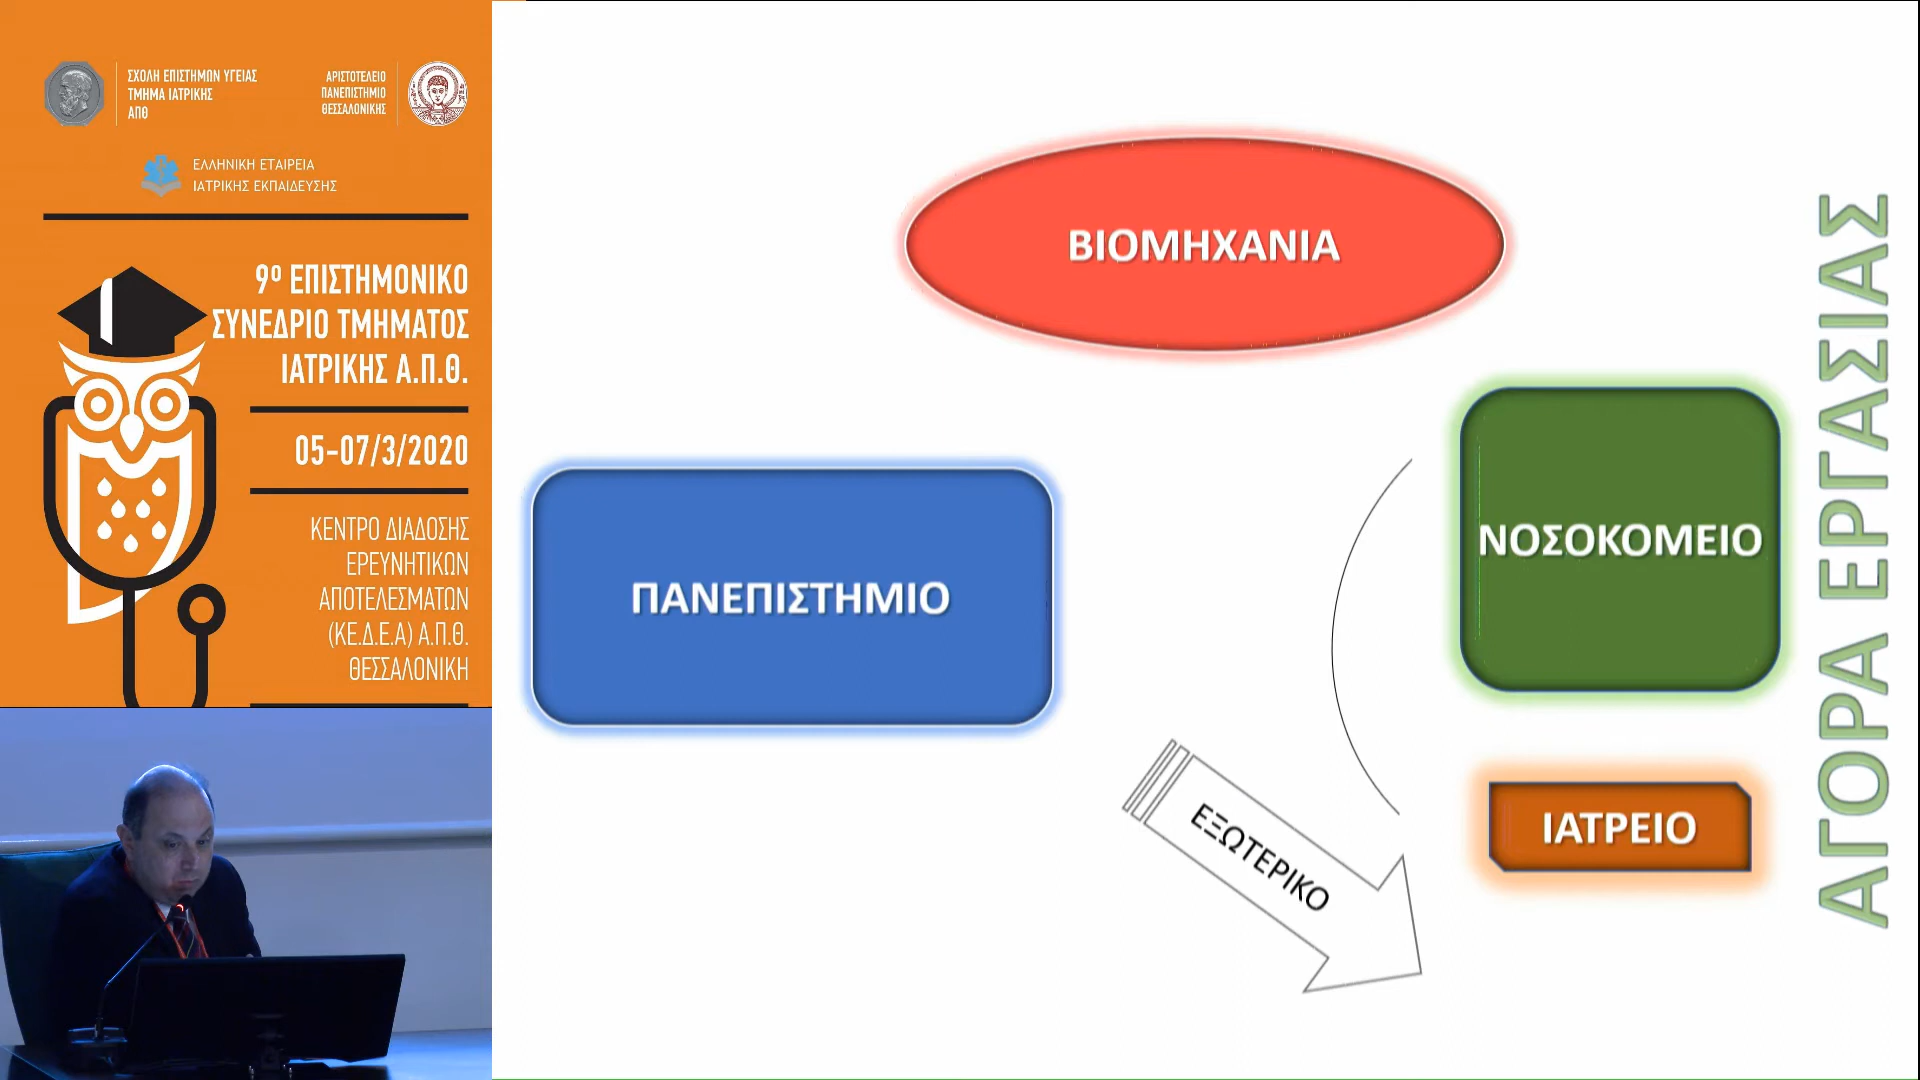 ΣΧΟΛΗ ΕΠΙΣΤΗΜΩΝ ΥΓΕΙΑΣ
ΤΜΗΜΑ ΙΑΤΡΙΚΗΣ
ΑΠΘ
ΑΡΙΣΤΟΤΕΛΕΙΟ
ΠΑΝΕΠΙΣΤΗΜΙΟ
ΘΕΣΣΑΛΟΝΙΚΗΣ
ΕΛΛΗΝΙΚΗ ΕΤΑΙΡΕΙΑ
ΙΑΤΡΙΚΗΣ ΕΚΠΑΙΔΕΥΣΗΣ
9º ΕΠΙΣΤΗΜΟΝΙΚΟ
ΣΥΝΕΔΡΙΟ ΤΜΗΜΑΤΟΣ
ΙΑΤΡΙΚΗΣ Α.Π.Θ.
05-07/3/2020
ΚΕΝΤΡΟ ΔΙΑΔΟΣΗΣ
ΕΡΕΥΝΗΤΙΚΩΝ
ΑΠΟΤΕΛΕΣΜΑΤΩΝ
(ΚΕ.Δ.Ε.Α) Α.Π.Θ.
ΘΕΣΣΑΛΟΝΙΚΗ
ΒΙΟΜΗΧΑΝΙΑ
ΠΑΝΕΠΙΣΤΗΜΙΟ
ΝΟΣΟΚΟΜΕΙΟ
ΙΑΤΡΕΙΟ
ΕΞΩΤΕΡΙΚΟ
ΑΓΟΡΑ ΕΡΓΑΣΙΑΣ